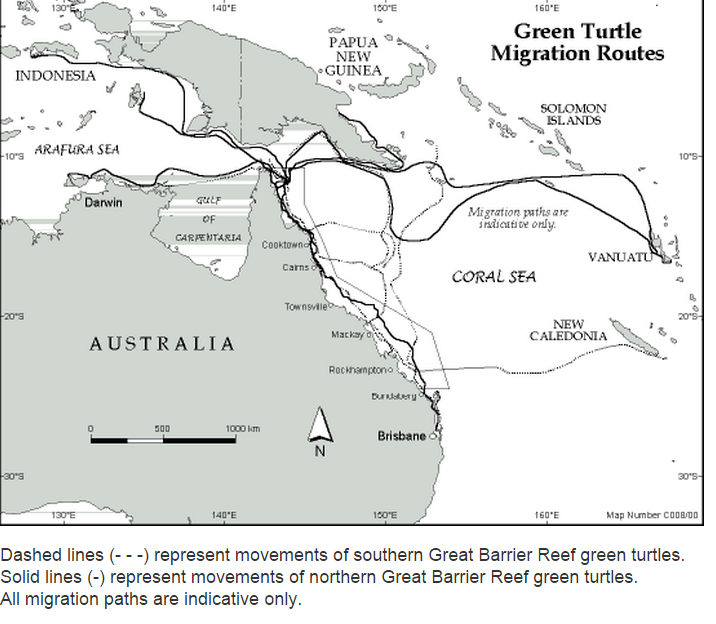 130°E 140°E 150°E 160°E
Green Turtle
Migration Routes
PAPUA
NEW
GUINEA
INDONESIA
SOLOMON
ISLANDS
ARAFURA SEA
10°S 10°S
Darwin
GULF
OF
CARPENTARIA
Migration paths are
indicative only.
Cooktown
VANUATU
Cairns
CORAL SEA
Townsville
20°S 20°S
NEW
CALEDONIA
Mackay
AUSTRALIA
Rockhampton
Bundaberg
0 500 1000 km
Brisbane
N
30°S 30°S
130°E 140°E 150°E 160°E Map Number C008/00
Dashed lines (- - -) represent movements of southern Great Barrier Reef green turtles.
Solid lines (-) represent movements of northern Great Barrier Reef green turtles.
All migration paths are indicative only.